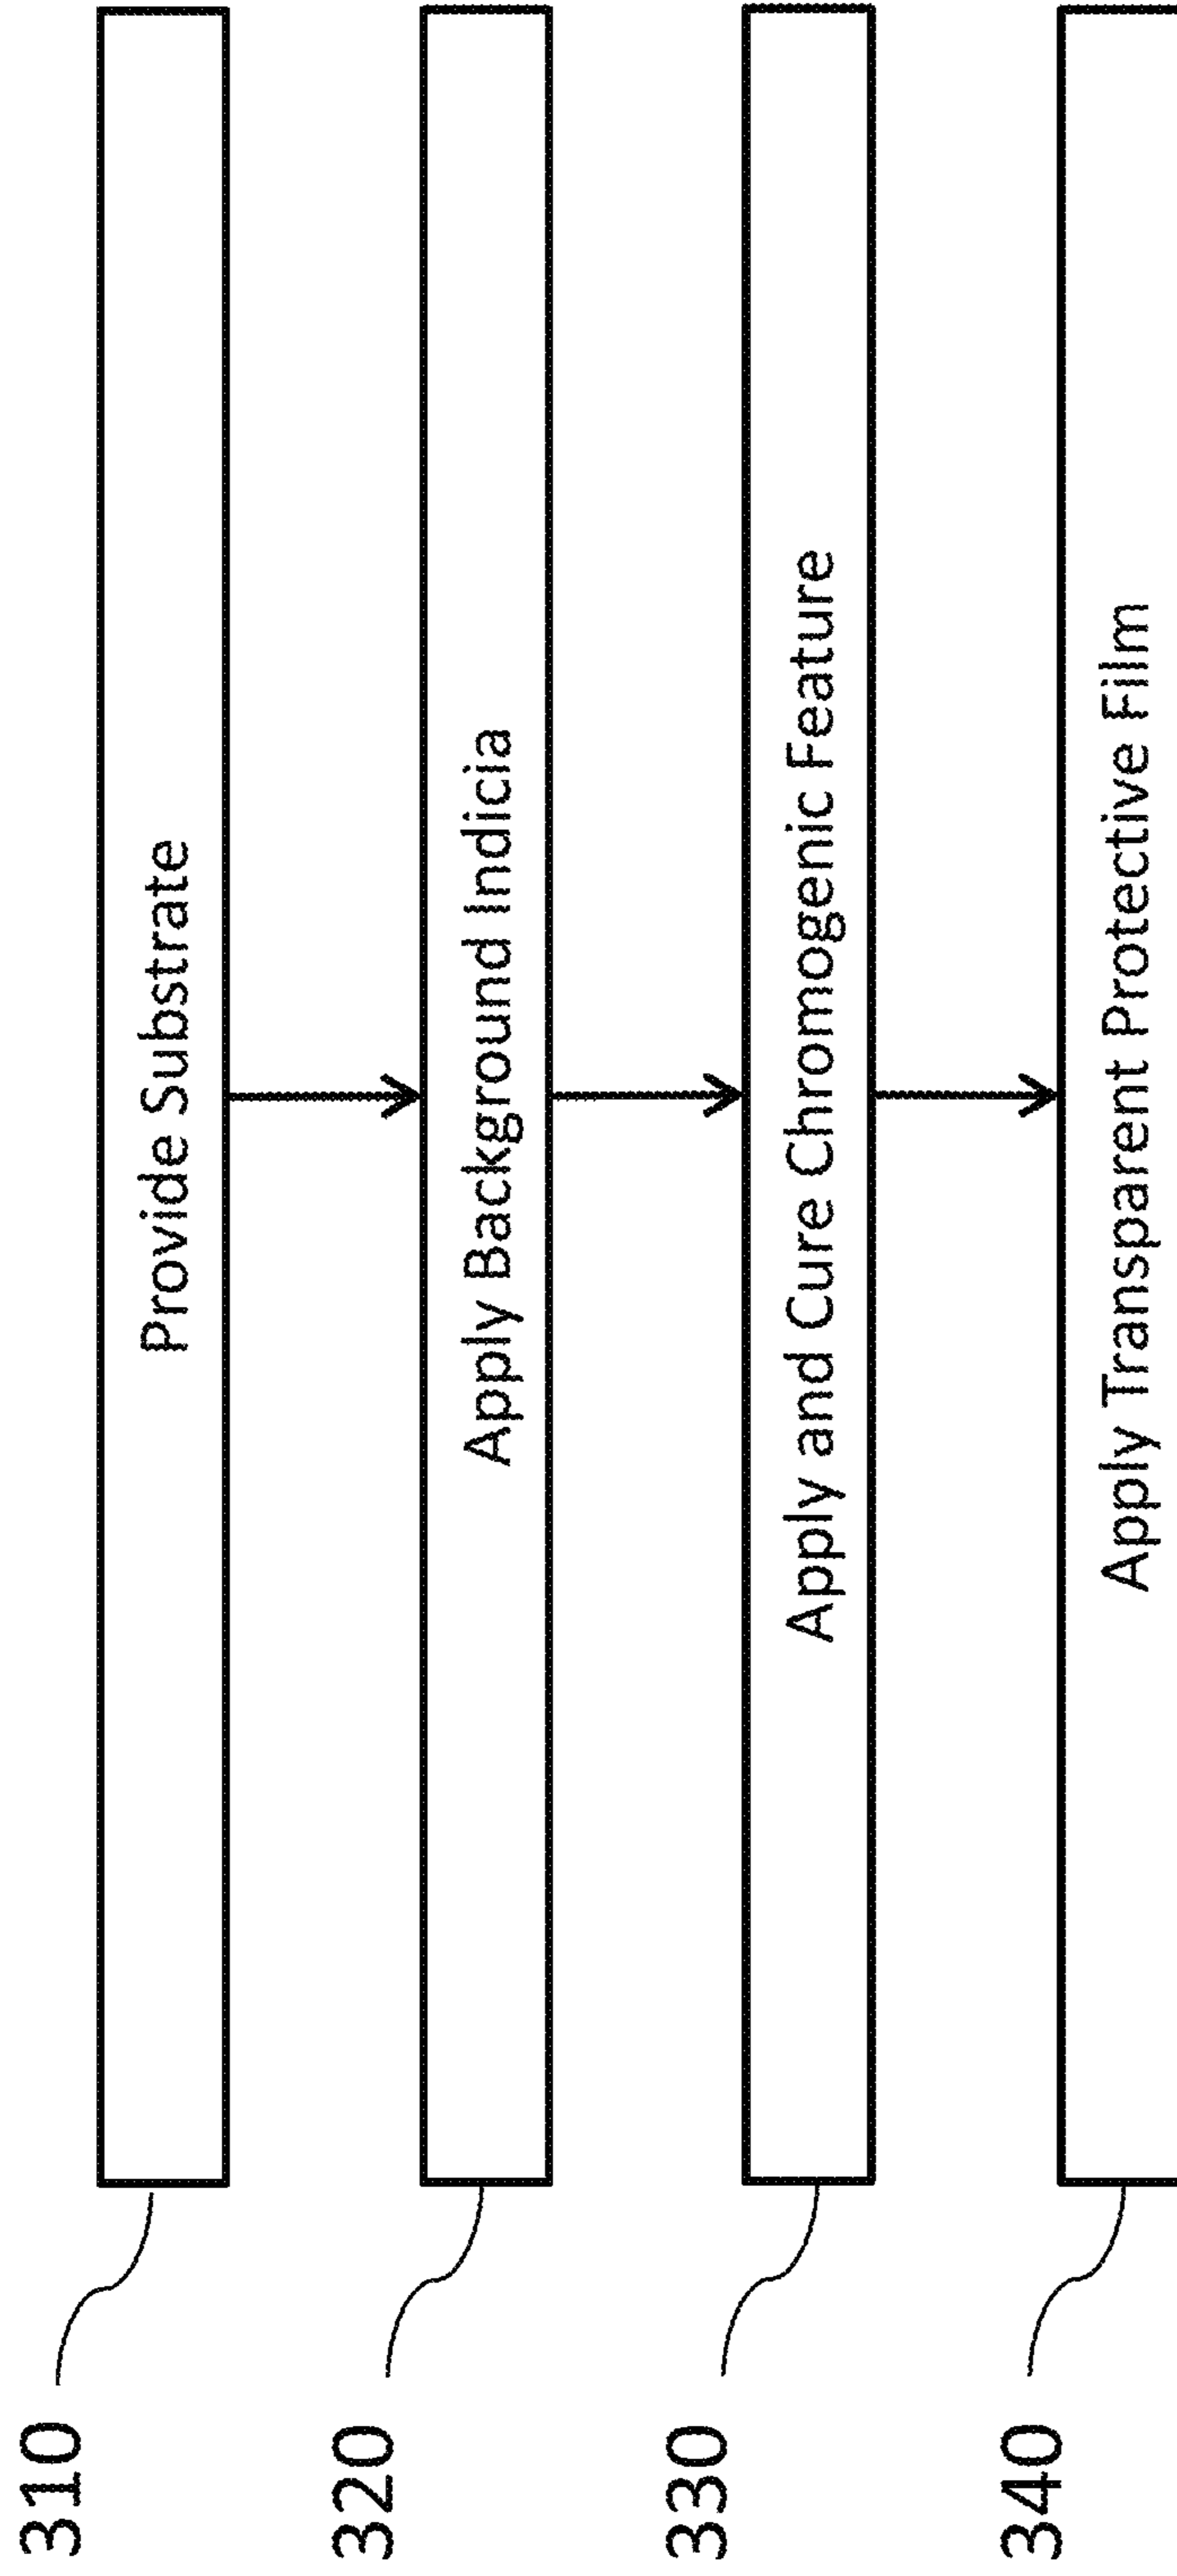 310
Provide Substrate
320
Apply Background Indicia
330
Apply and Cure Chromogenic Feature
340
Apply Transparent Protective Film